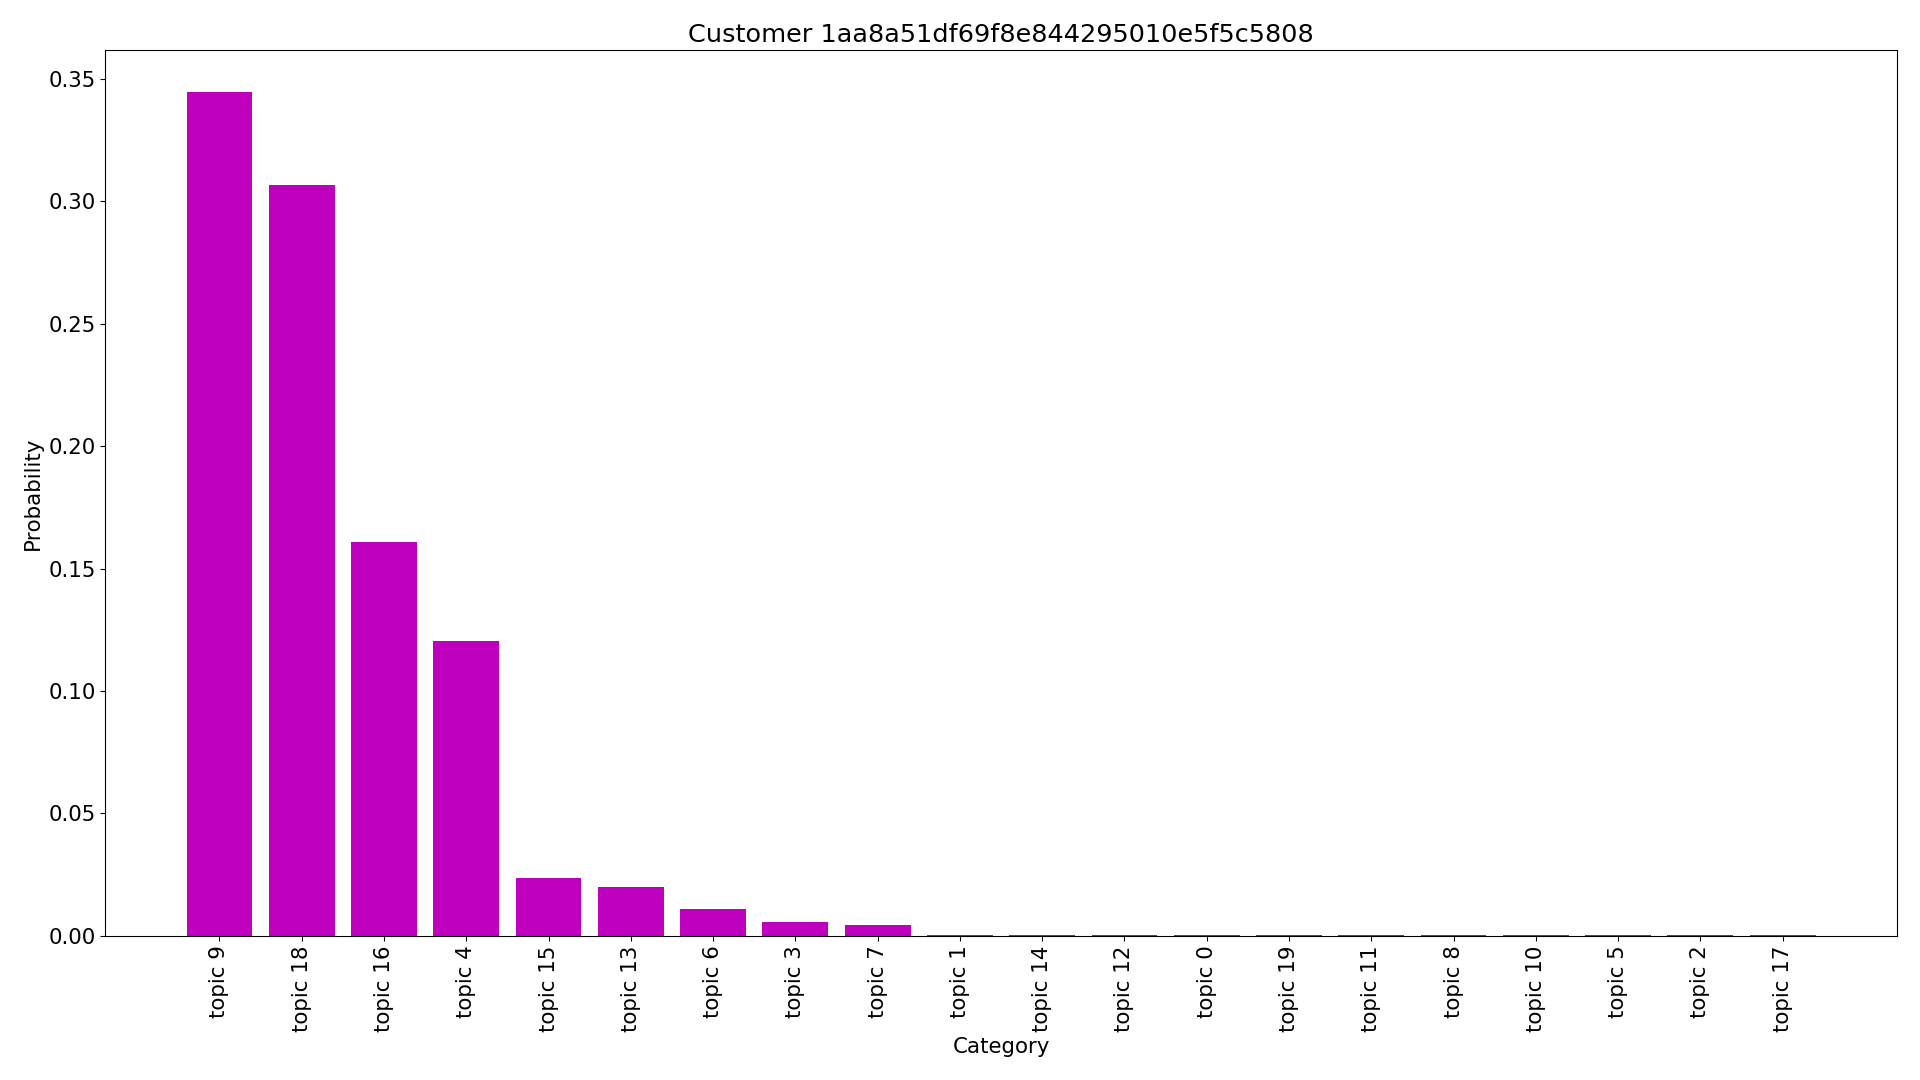 Customer 1aa8a51df69f8e844295010e5f5c5808
Probability
0.35
0.30
0.25
0.20
0.15
0.10
0.05
0.00
topic 9
topic 18
topic 16
topic 4
topic 15
topic 13
topic 6
topic 3
topic 7
topic 1
topic 14
topic 12
topic 0
topic 19
topic 11
topic 8
topic 10
topic 5
topic 2
topic 17
Category